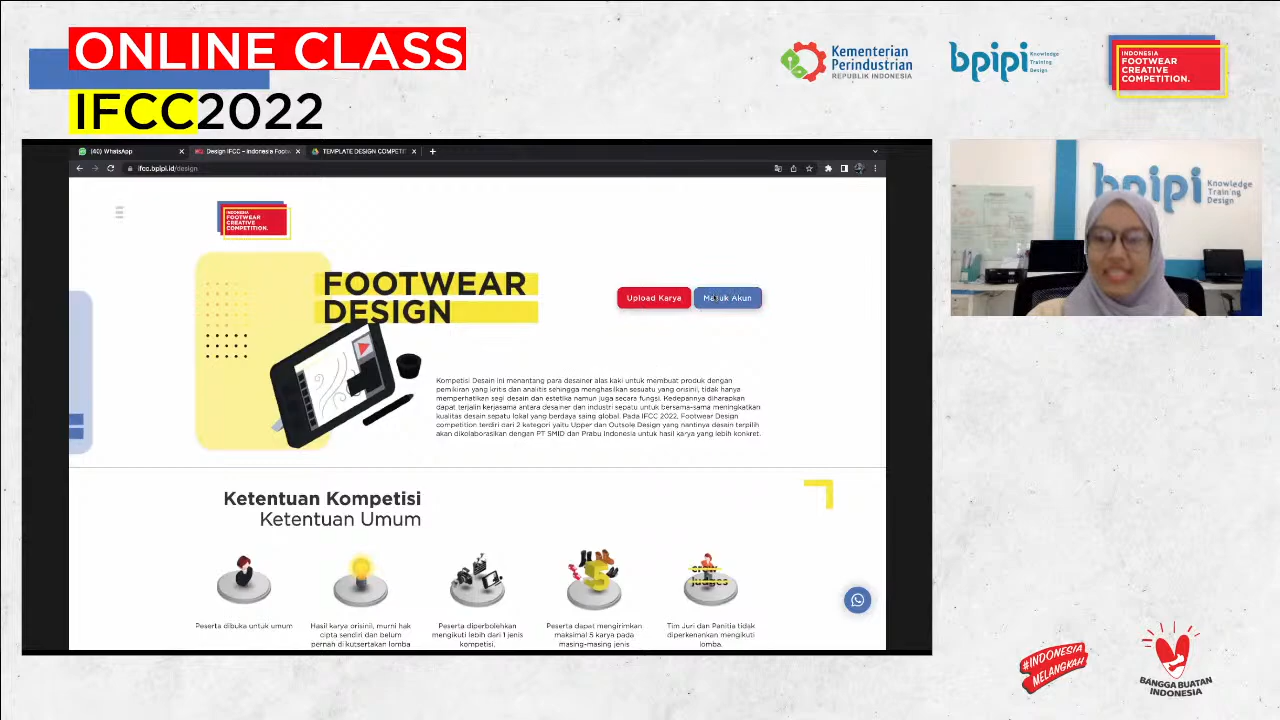 ONLINE CLASS
IFCC2022
Kementerian
Perindustrian
REPUBLIK INDONESIA
bpipi Knowledge
Training
Design
INDONESIA
FOOTWEAR
CREATIVE
COMPETITION.
(40) WhatsApp
Design IFCC – Indonesia Footw
TEMPLATE DESIGN COMPETIT
ifcc.bpipi.id/design
INDONESIA
FOOTWEAR
CREATIVE
COMPETITION.
FOOTWEAR
DESIGN
Upload Karya
Masuk Akun
Kompetisi Desain ini menantang para desainer alas kaki untuk membuat produk dengan
pemikiran yang kritis dan analitis sehingga menghasilkan sesuatu yang orisinil, tidak hanya
memperhatikan segi desain dan estetika namun juga secara fungsi. Kedepannya diharapkan
dapat terjalin kerjasama antara desainer dan industri sepatu untuk bersama-sama meningkatkan
kualitas desain sepatu lokal yang berdaya saing global. Pada IFCC 2022, Footwear Design
competition terdiri dari 2 kategori yaitu Upper dan Outsole Design yang nantinya desain terpilih
akan dikolaborasikan dengan PT SMID dan Prabu Indonesia untuk hasil karya yang lebih konkret.
Ketentuan Kompetisi
Ketentuan Umum
5
crew
judges
Peserta dibuka untuk umum
Hasil karya orisinil, murni hak
cipta sendiri dan belum
pernah di kutsertakan lomba
Peserta diperbolehkan
mengikuti lebih dari 1 jenis
kompetisi.
Peserta dapat mengirimkan
maksimal 5 karya pada
masing-masing jenis
Tim Juri dan Panitia tidak
diperkenankan mengikuti
lomba.
bpipi Knowledge
Training
Design
#INDONESIA
MELANGKAH
BANGGA BUATAN
INDONESIA